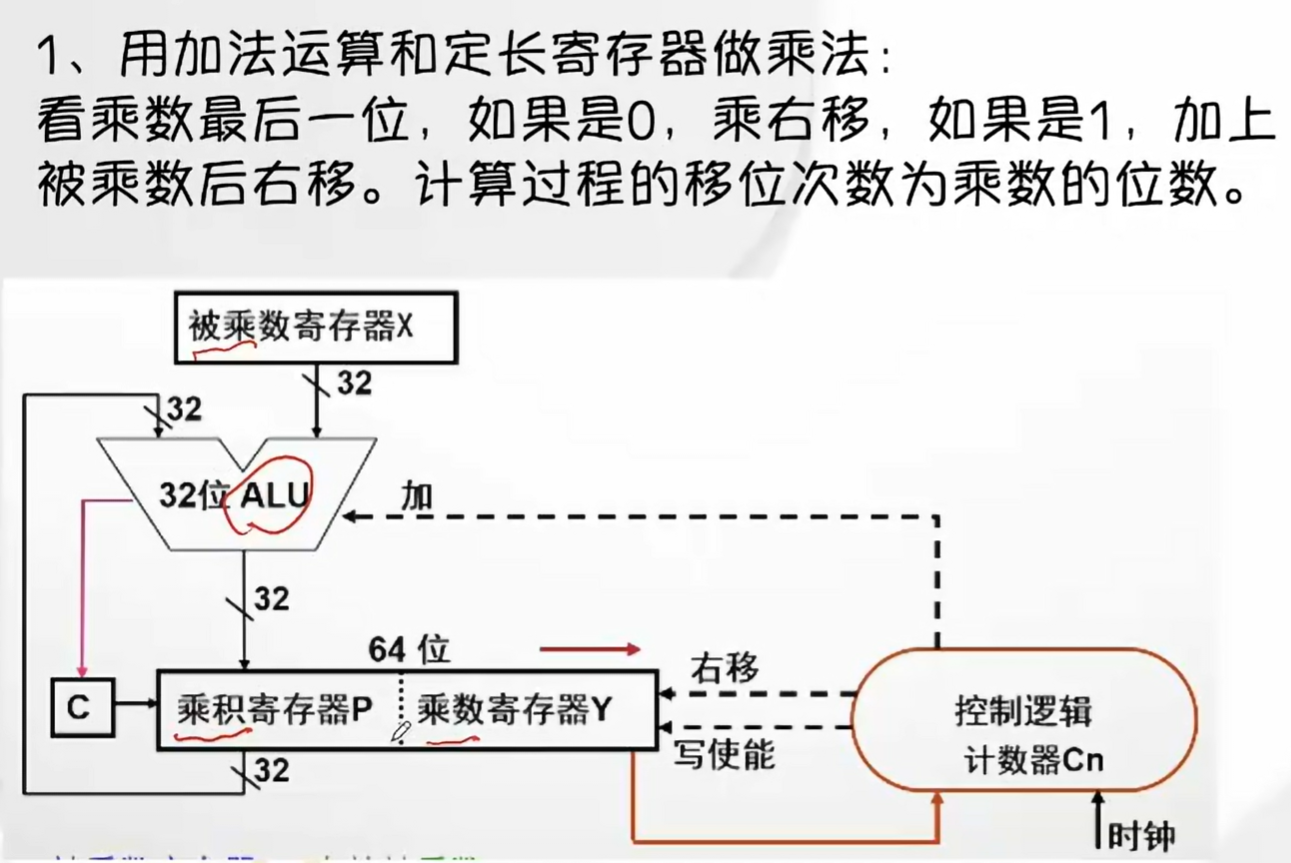 1、用加法运算和定长寄存器做乘法：
看乘数最后一位，如果是0，乘右移，如果是1，加上
被乘数后右移。计算过程的移位次数为乘数的位数。
被乘数寄存器X
32
32
32位 ALU
加
32
64 位
右移
C
乘积寄存器P
乘数寄存器Y
控制逻辑
计数器Cn
写使能
32
时钟